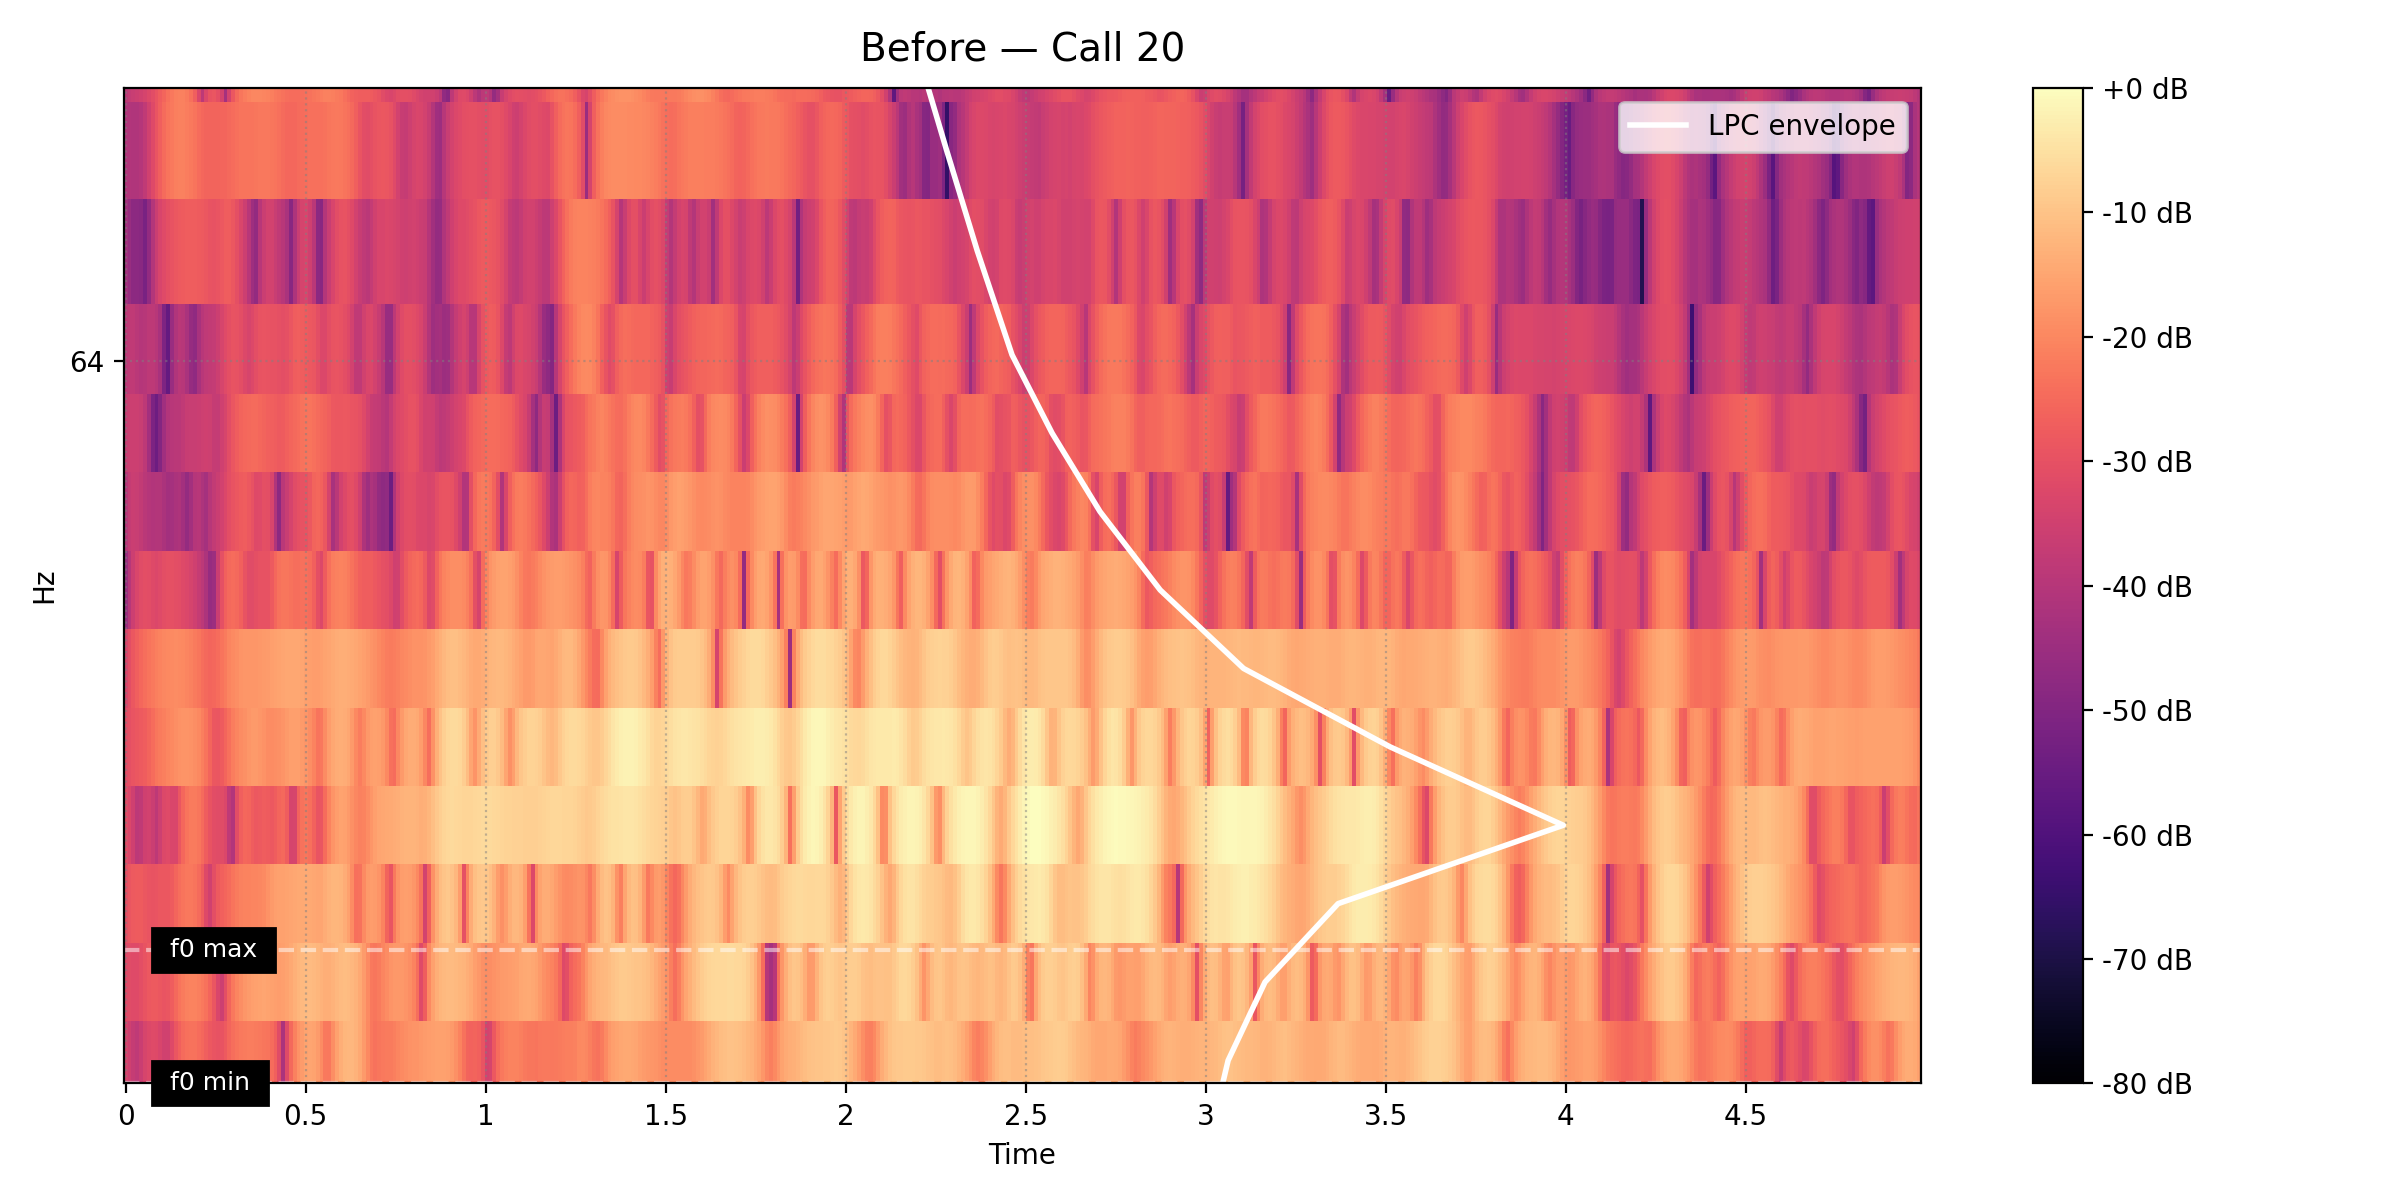 Before — Call 20
LPC envelope
+0 dB
-10 dB
-20 dB
-30 dB
-40 dB
-50 dB
-60 dB
-70 dB
-80 dB
64
Hz
f0 max
f0 min
0 0.5 1 1.5 2 2.5 3 3.5 4 4.5
Time